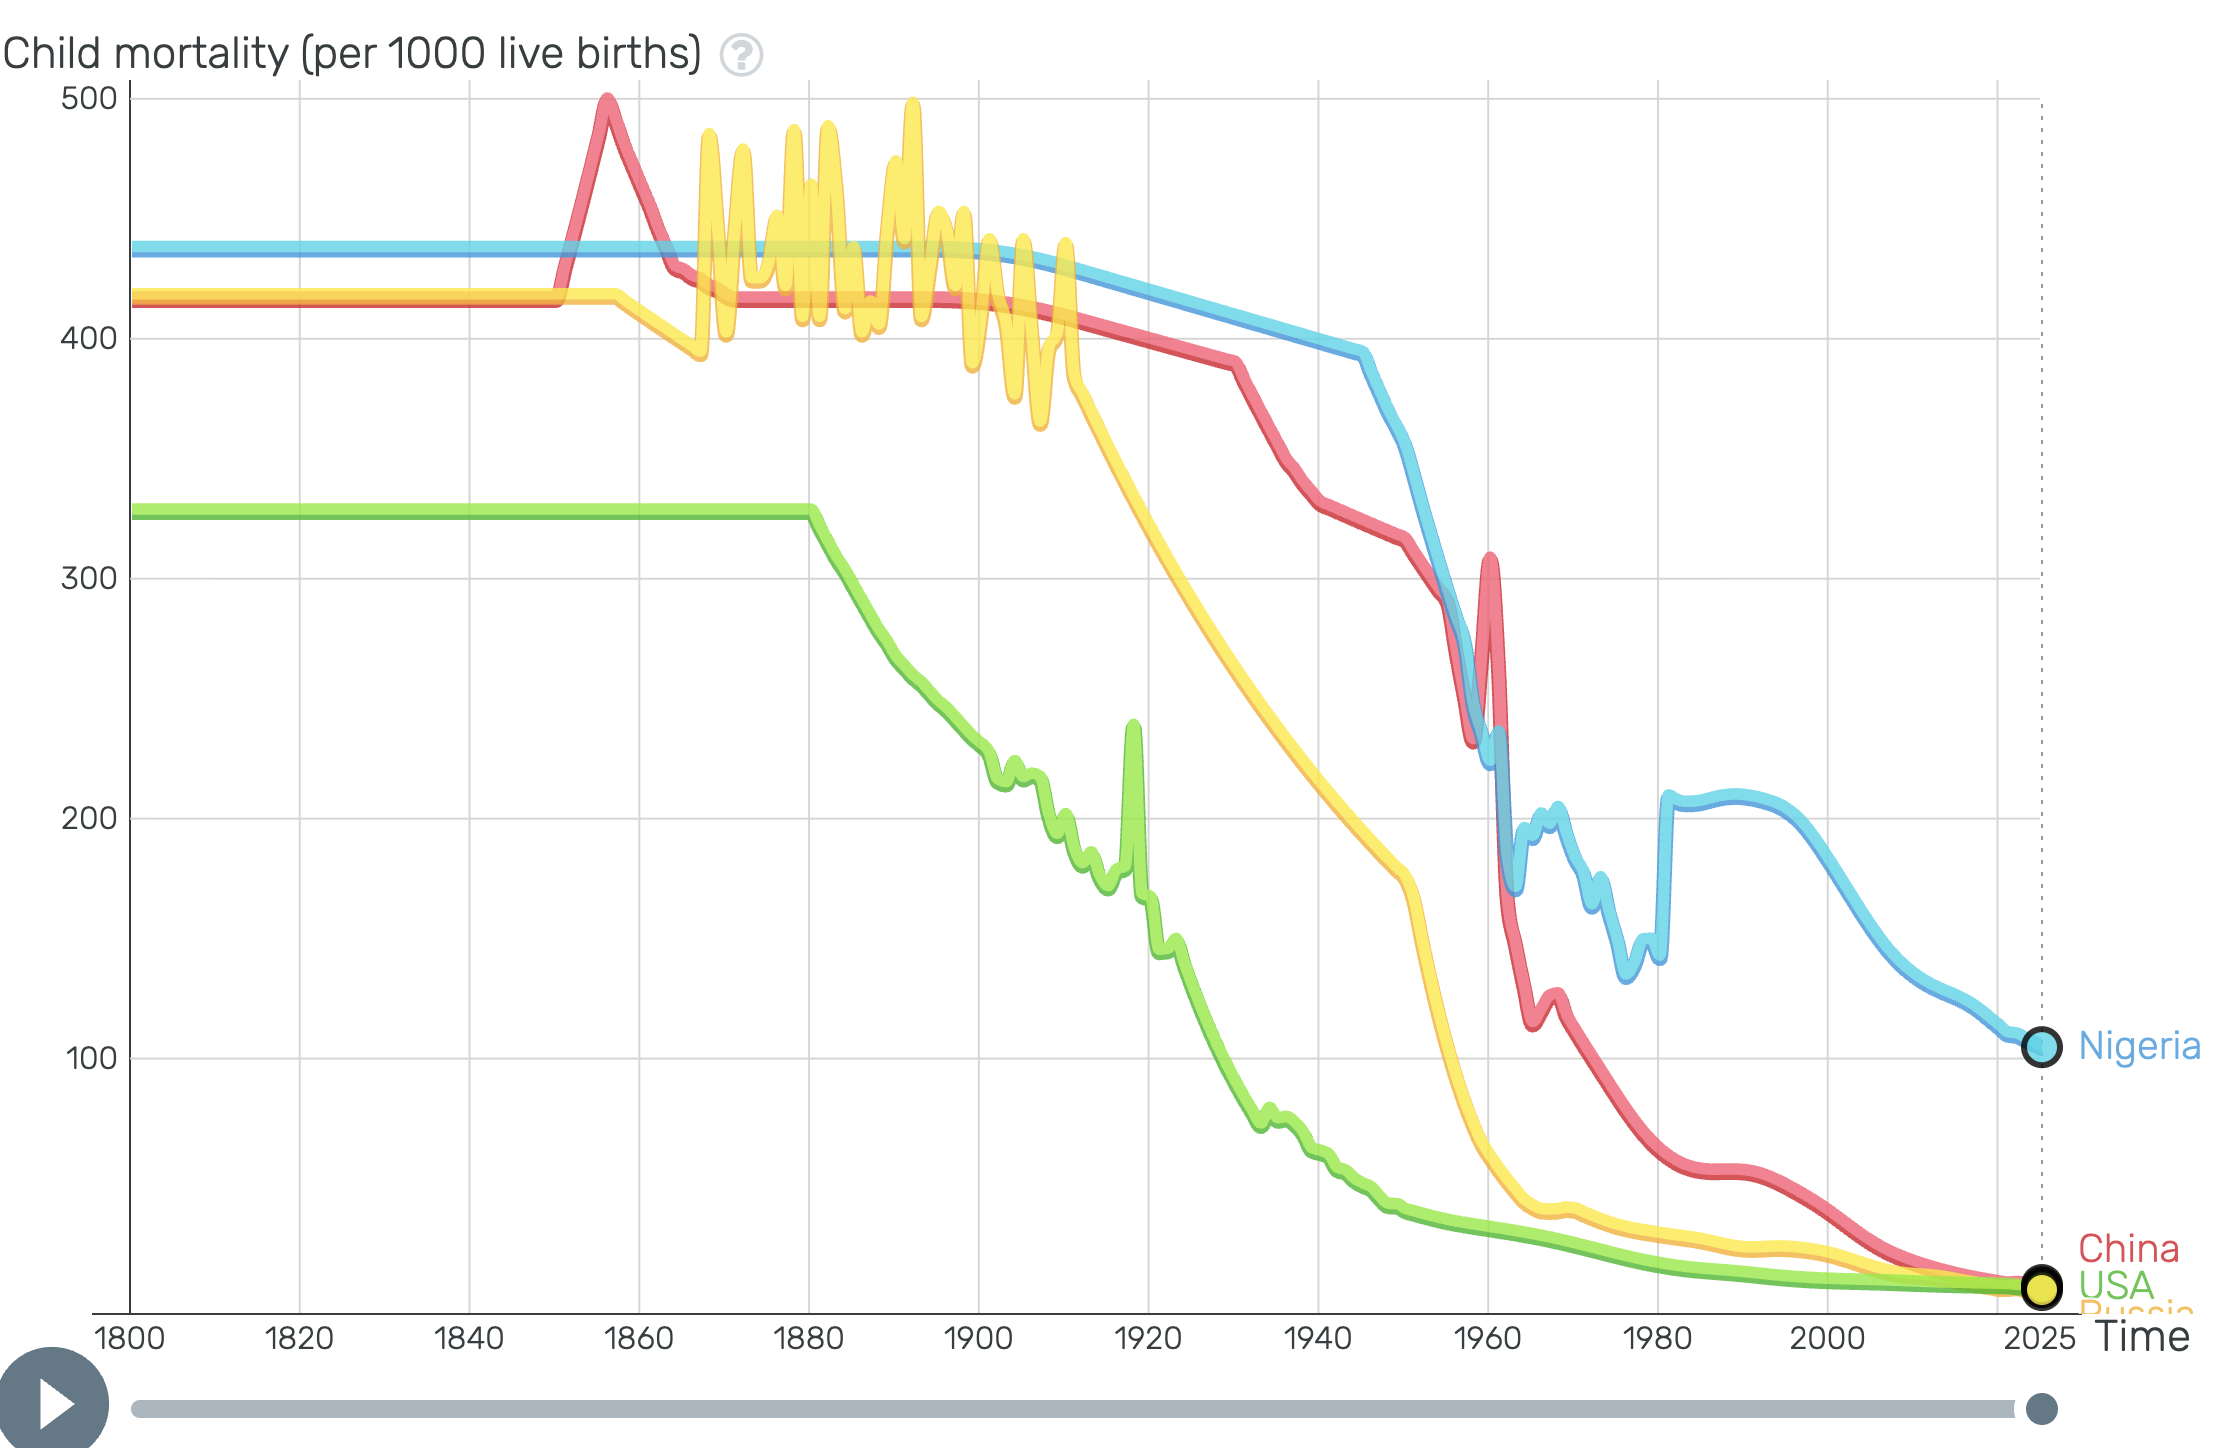 Child mortality (per 1000 live births) ?
500
400
300
200
100
Nigeria
China
USA
Russia
1800 1820 1840 1860 1880 1900 1920 1940 1960 1980 2000 2025 Time